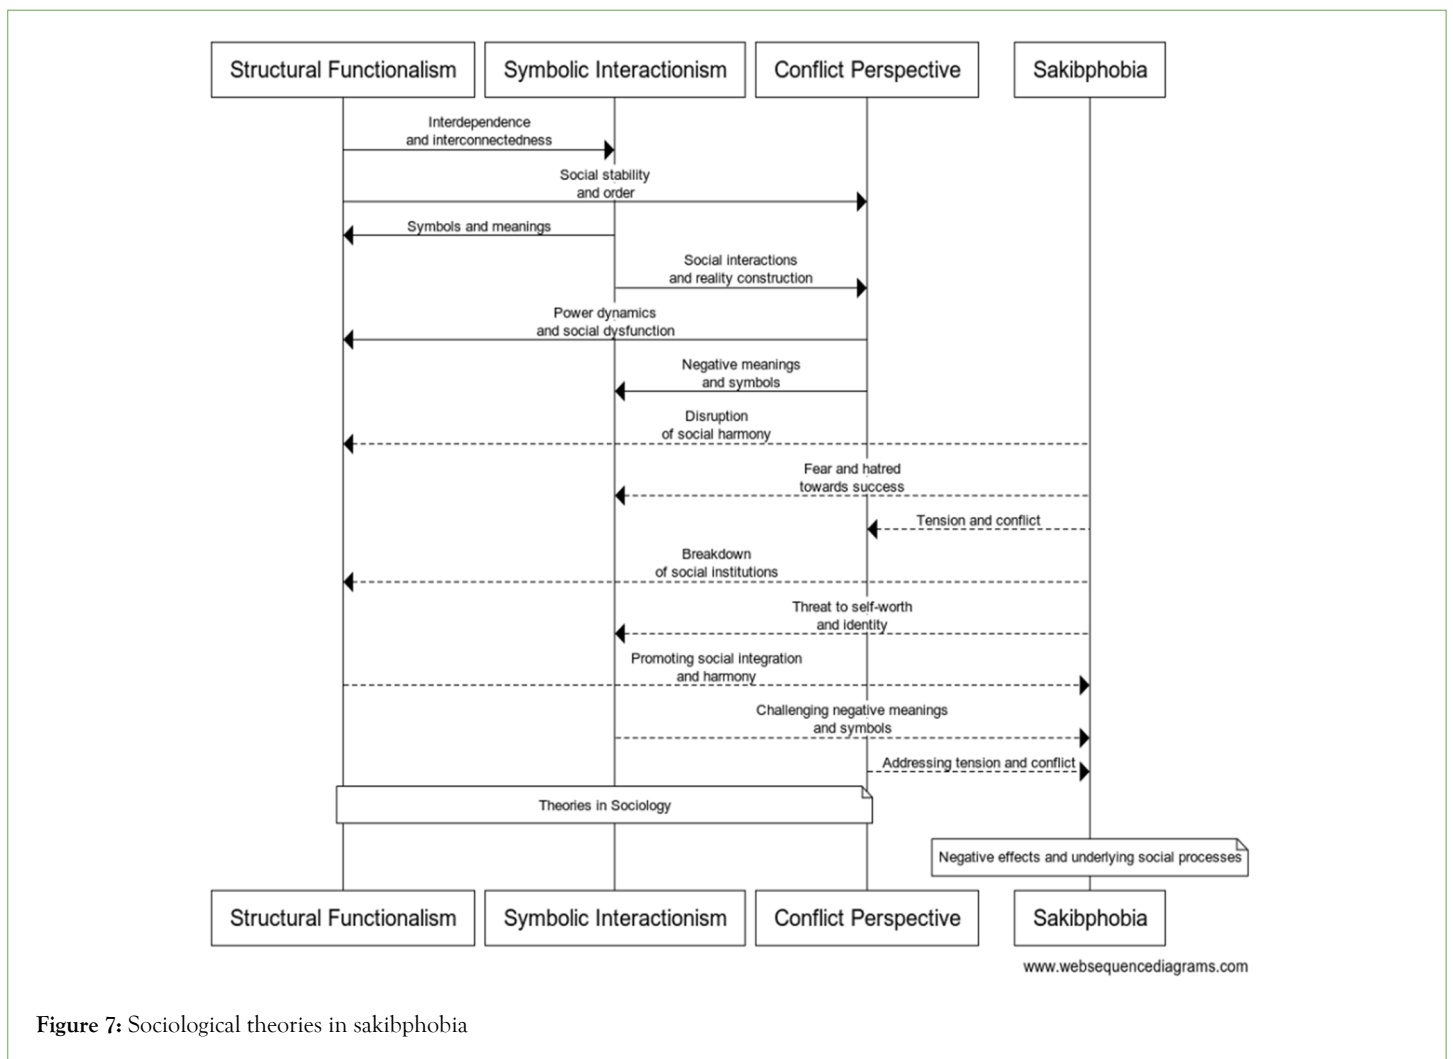 Structural Functionalism
Symbolic Interactionism
Conflict Perspective
Sakibphobia
Interdependence
and interconnectedness
Social stability
and order
Symbols and meanings
Social interactions
and reality construction
Power dynamics
and social dysfunction
Negative meanings
and symbols
Disruption
of social harmony
Fear and hatred
towards success
Tension and conflict
Breakdown
of social institutions
Threat to self-worth
and identity
Promoting social integration
and harmony
Challenging negative meanings
and symbols
Addressing tension and conflict
Theories in Sociology
Negative effects and underlying social processes
Structural Functionalism
Symbolic Interactionism
Conflict Perspective
Sakibphobia
www.websequencediagrams.com
Figure 7: Sociological theories in sakibphobia